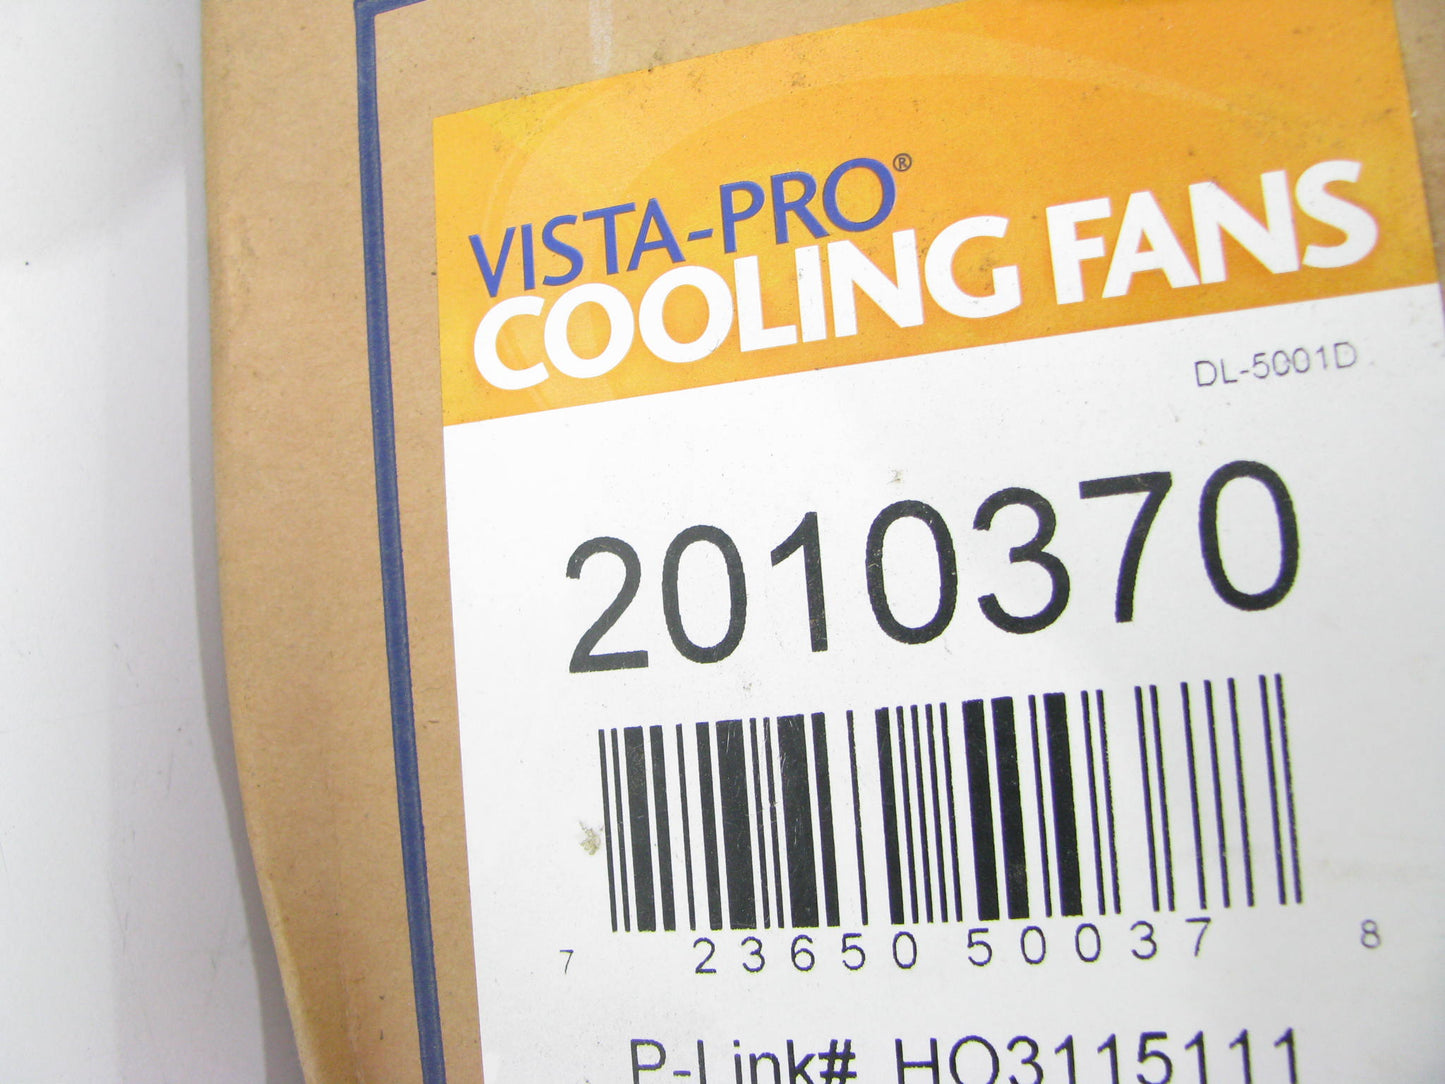 VISTA-PRO®
COOLING FANS
DL-5001D
2010370
7 23650 50037 8
P-Link# HO3115111